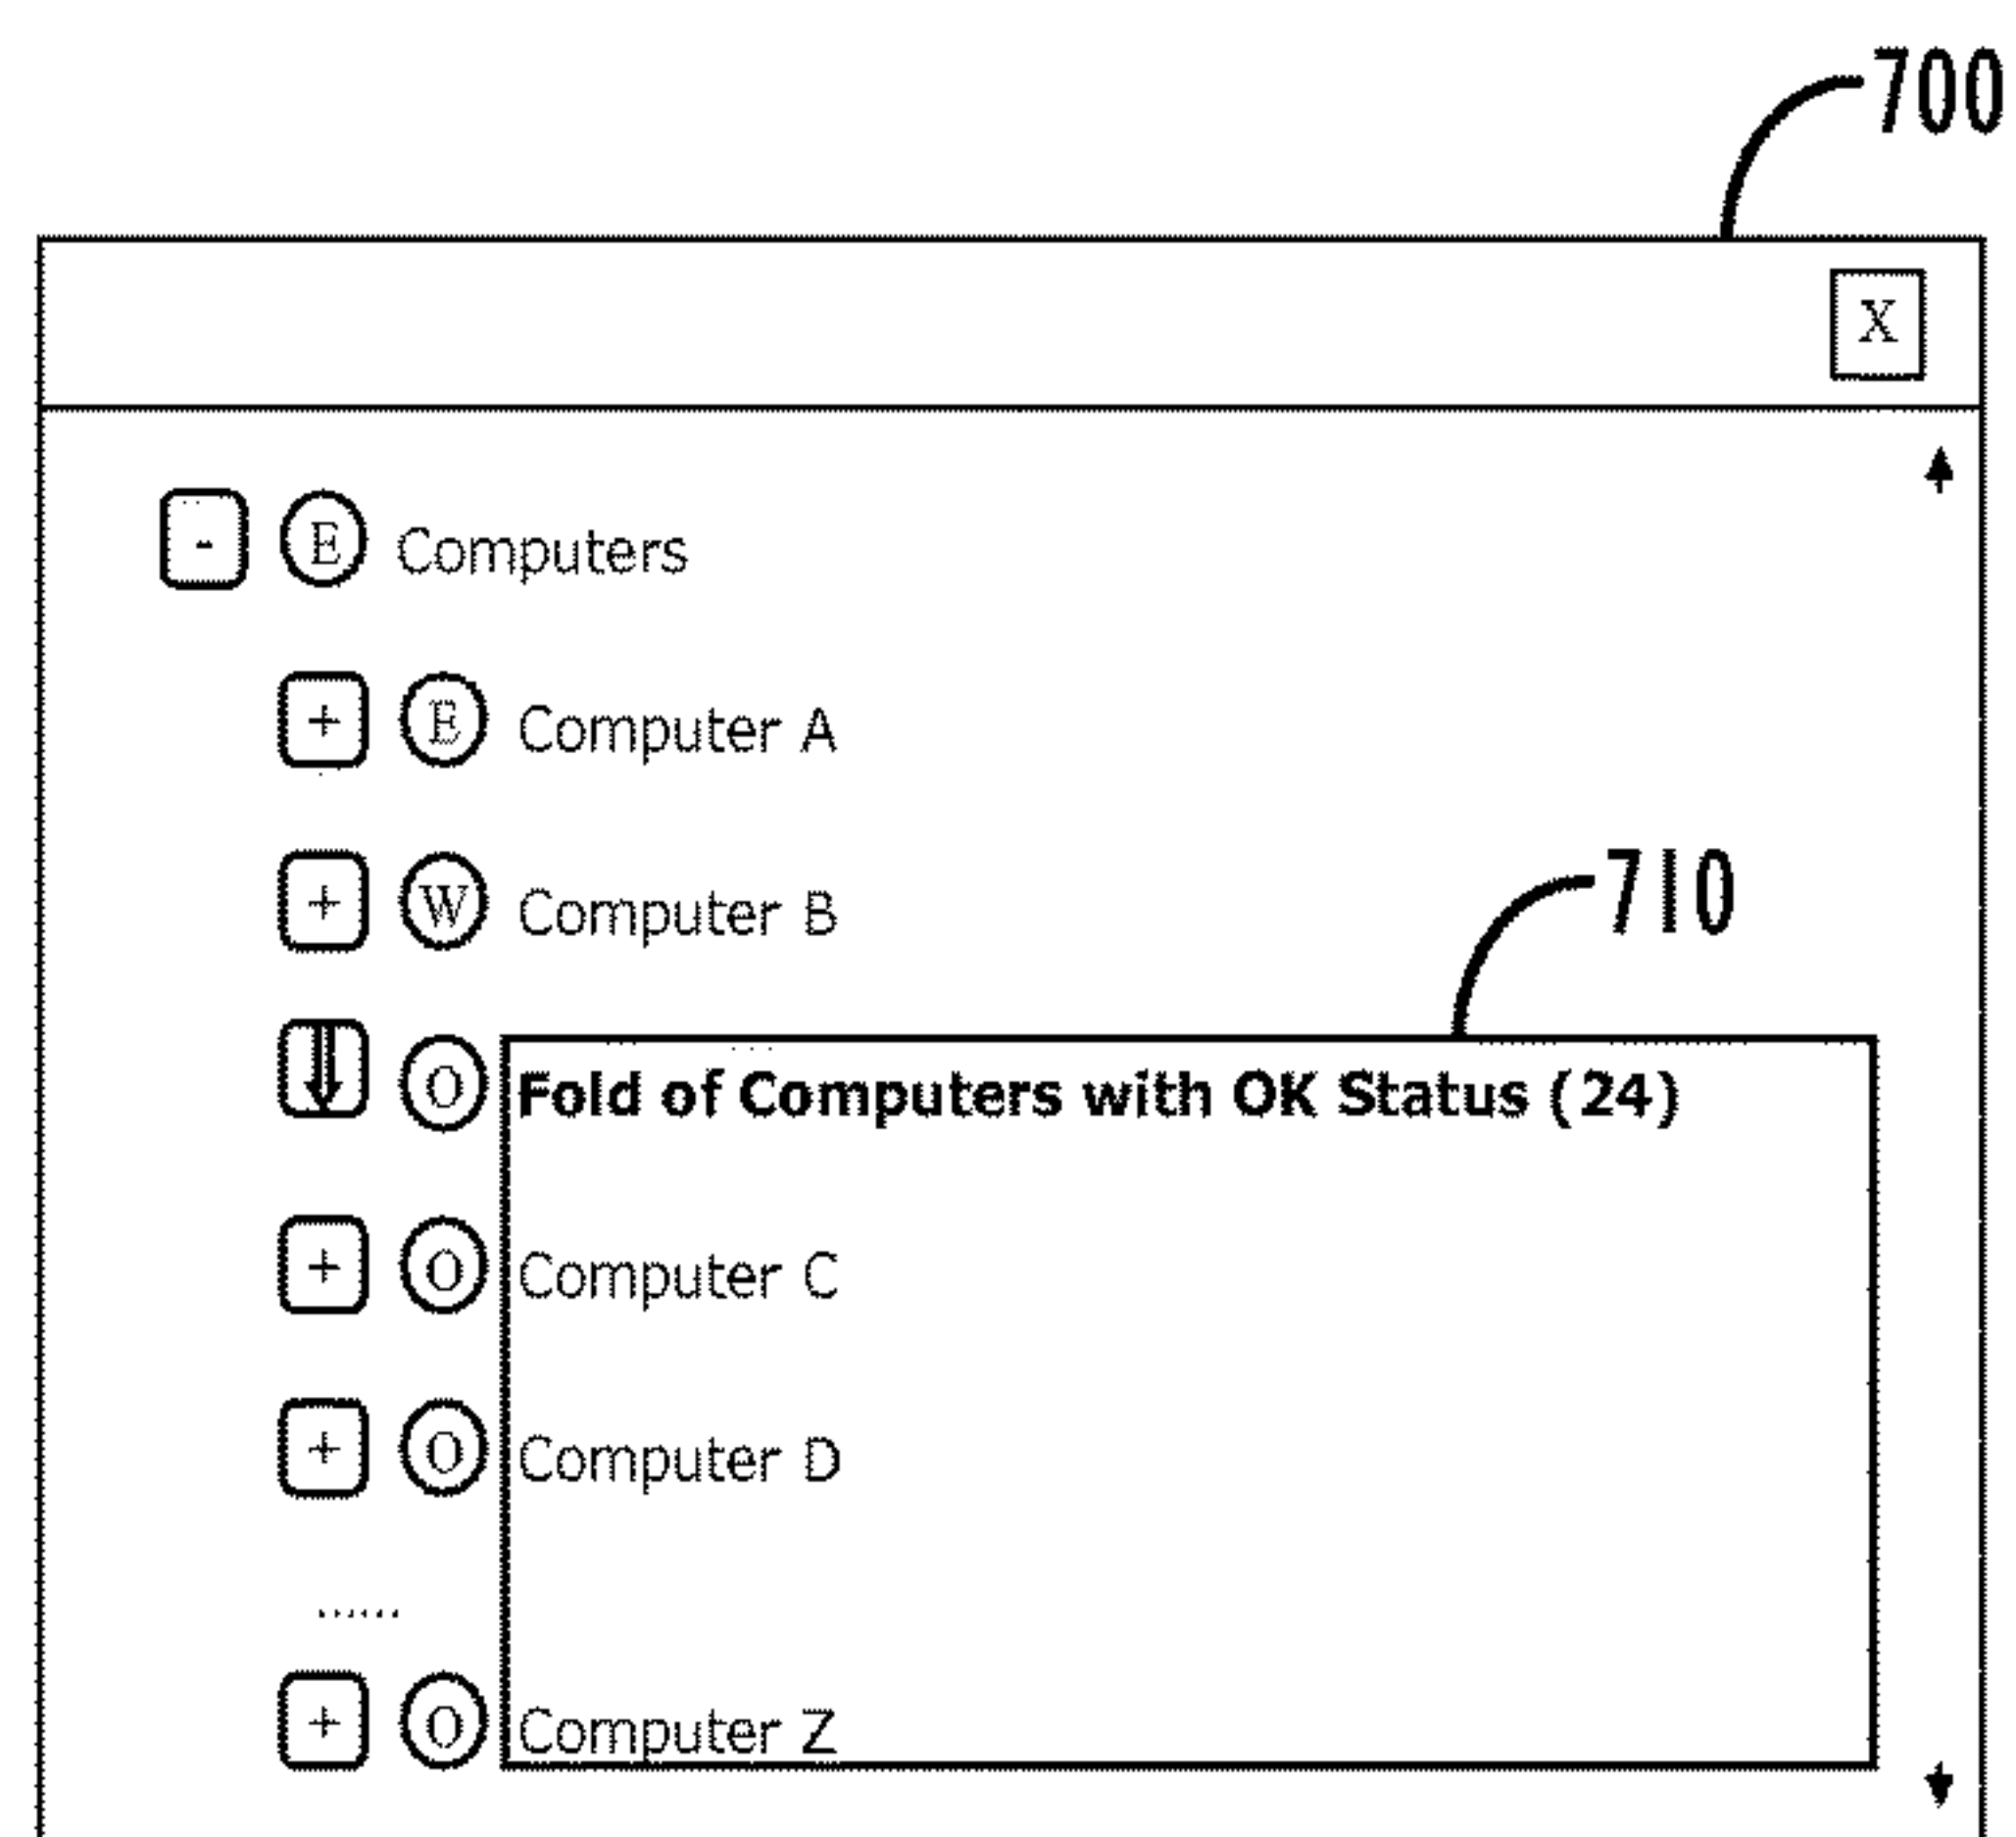 700
X
- E Computers
+ E Computer A
+ W Computer B
710
O Fold of Computers with OK Status (24)
+ O Computer C
+ O Computer D
......
+ O Computer Z